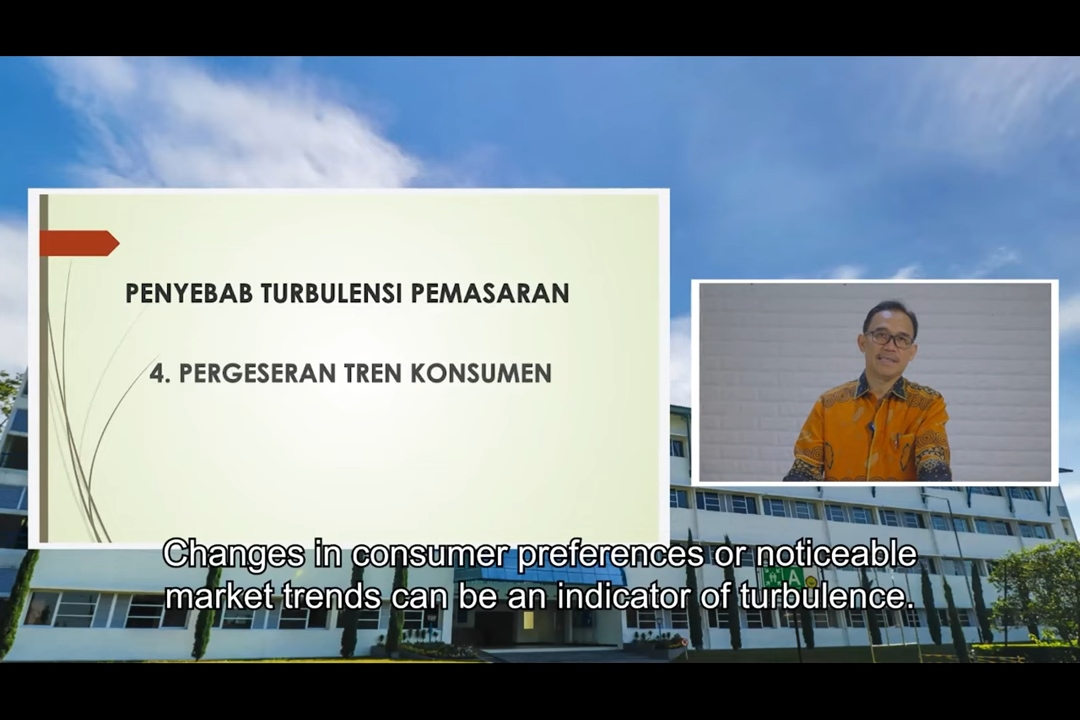 PENYEBAB TURBULENSI PEMASARAN
4. PERGESERAN TREN KONSUMEN
Changes in consumer preferences or noticeable
market trends can be an indicator of turbulence.
A